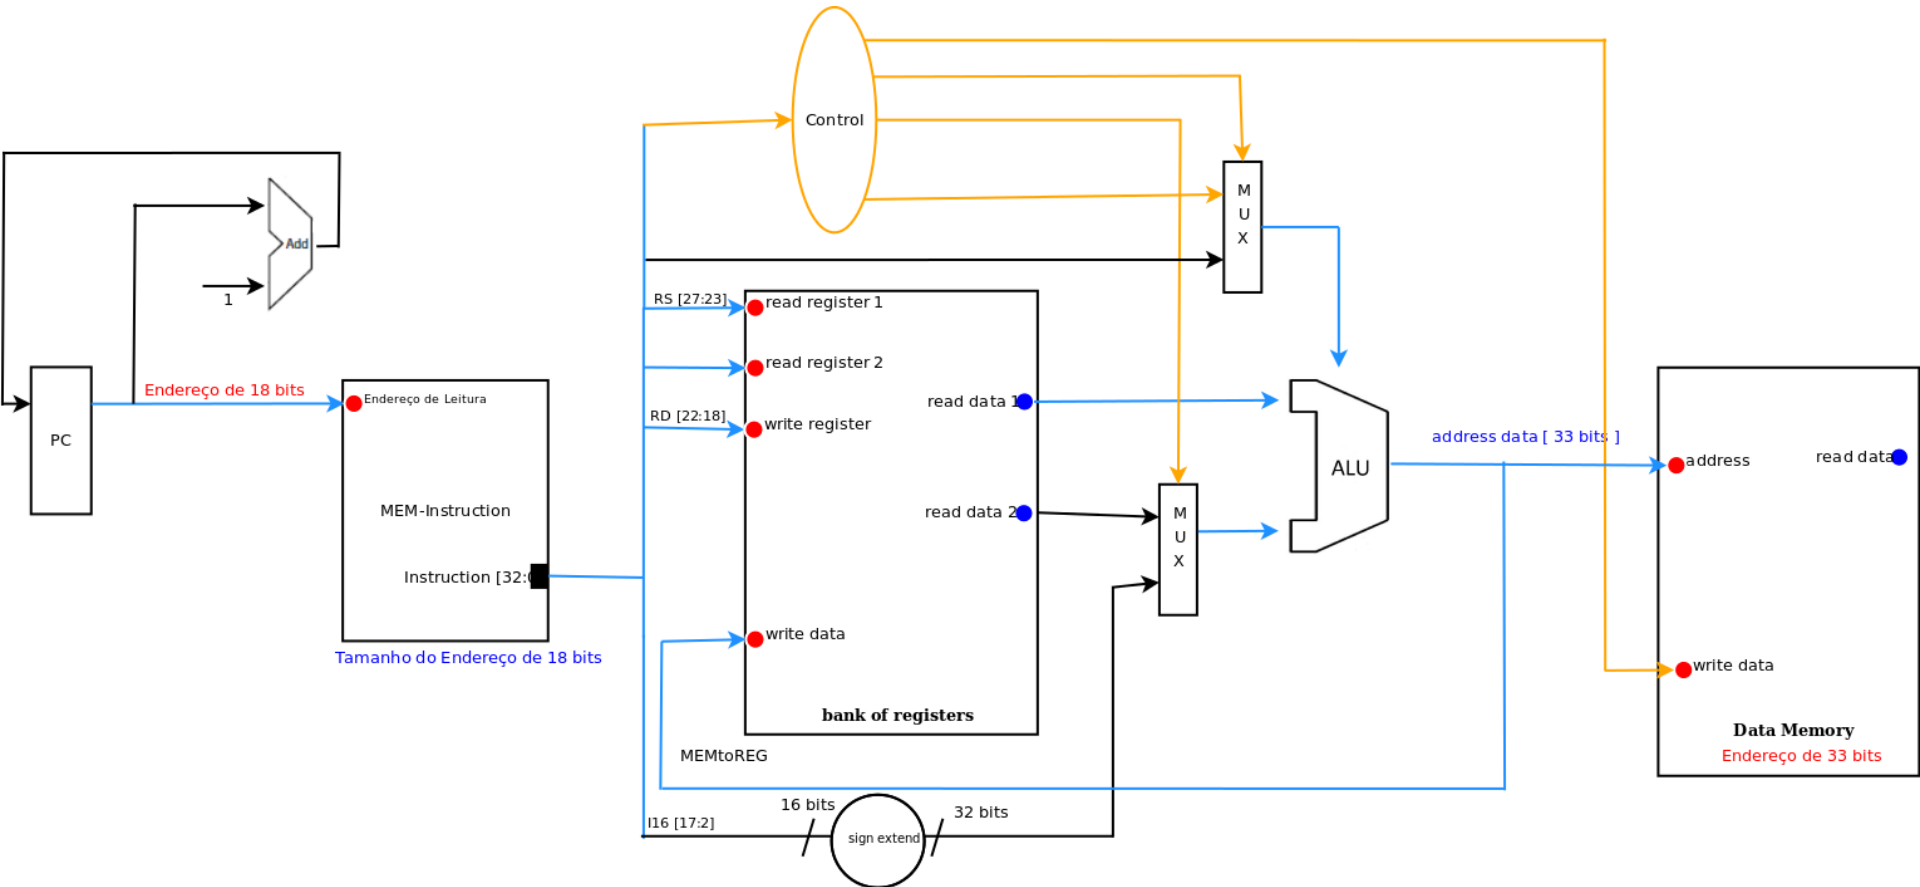 Control
M
U
X
Add
1
RS [27:23]
read register 1
read register 2
RD [22:18]
write register
read data 1
read data 2
write data
bank of registers
MEMtoREG
Endereço de 18 bits
PC
Endereço de Leitura
MEM-Instruction
Instruction [32:0
Tamanho do Endereço de 18 bits
M
U
X
ALU
address data [ 33 bits ]
address
read data
write data
Data Memory
Endereço de 33 bits
16 bits
32 bits
I16 [17:2]
sign extend